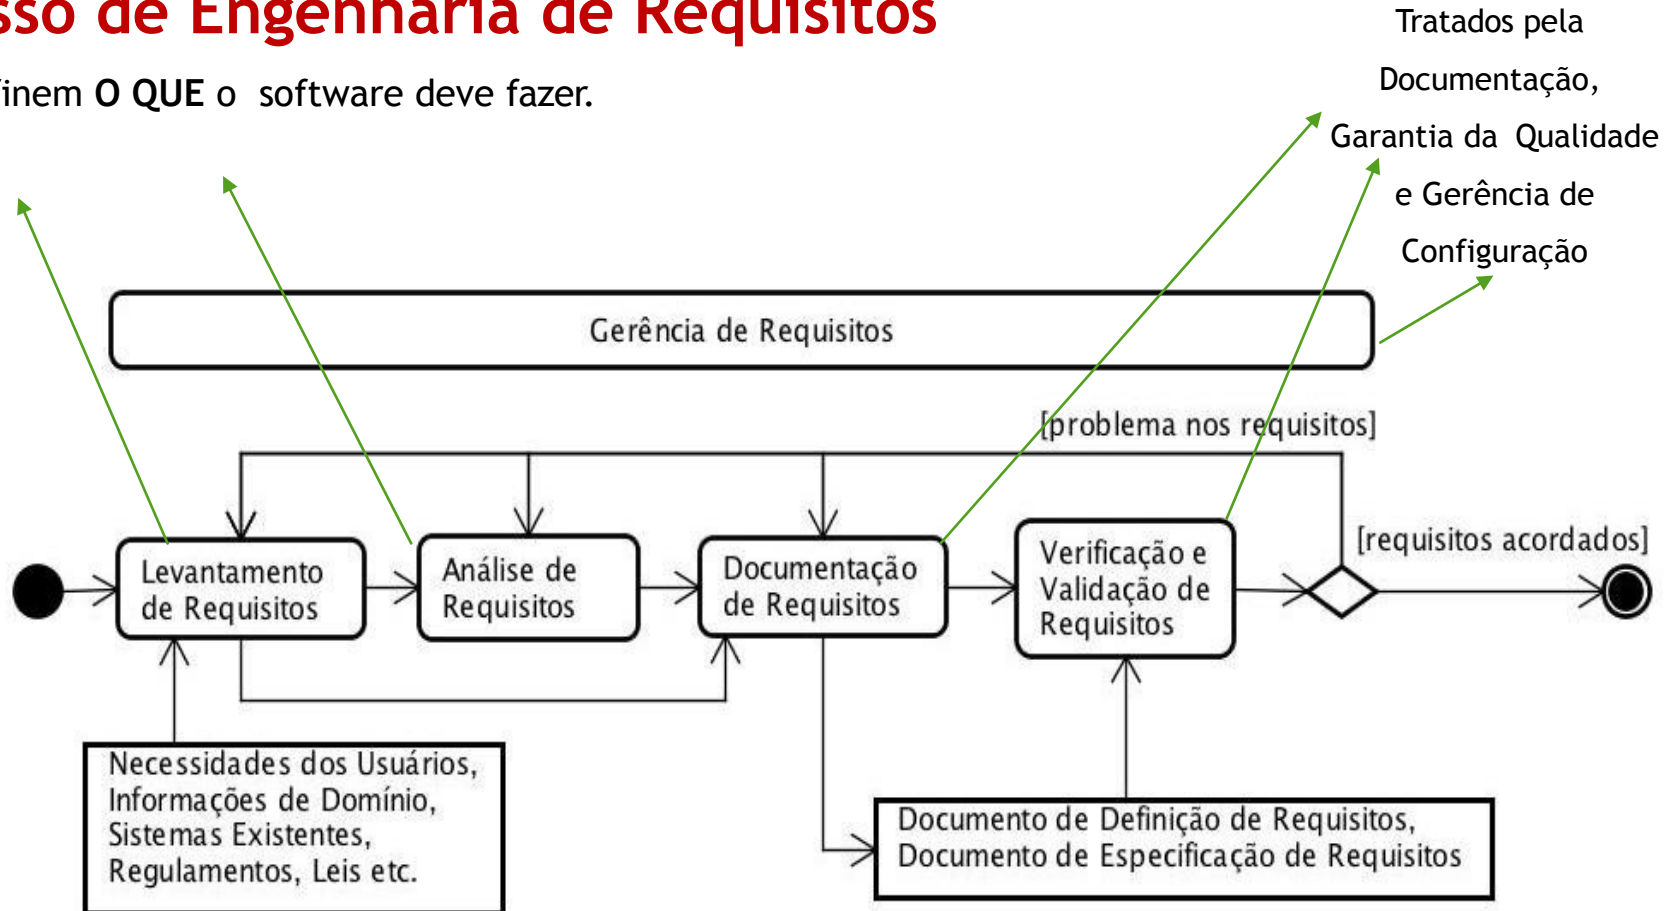 sso de Engenharia de Requisitos
finem O QUE o software deve fazer.
Tratados pela
Documentação,
Garantia da Qualidade
e Gerência de
Configuração
Gerência de Requisitos
[problema nos requisitos]
[requisitos acordados]
Levantamento
de Requisitos
Análise de
Requisitos
Documentação
de Requisitos
Verificação e
Validação de
Requisitos
Necessidades dos Usuários,
Informações de Domínio,
Sistemas Existentes,
Regulamentos, Leis etc.
Documento de Definição de Requisitos,
Documento de Especificação de Requisitos